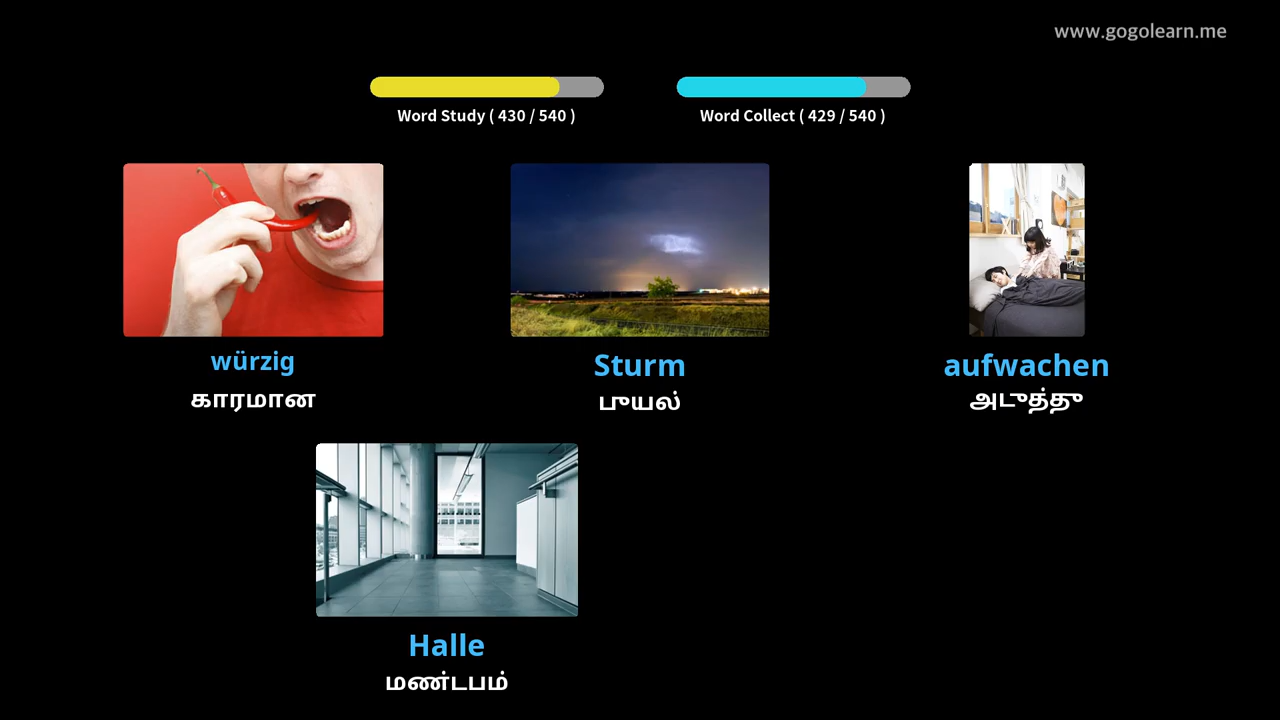 www.gogolearn.me
Word Study ( 430 / 540 )
Word Collect ( 429 / 540 )
würzig
காரமான
Sturm
புயல்
aufwachen
அடுத்து
Halle
மண்டபம்